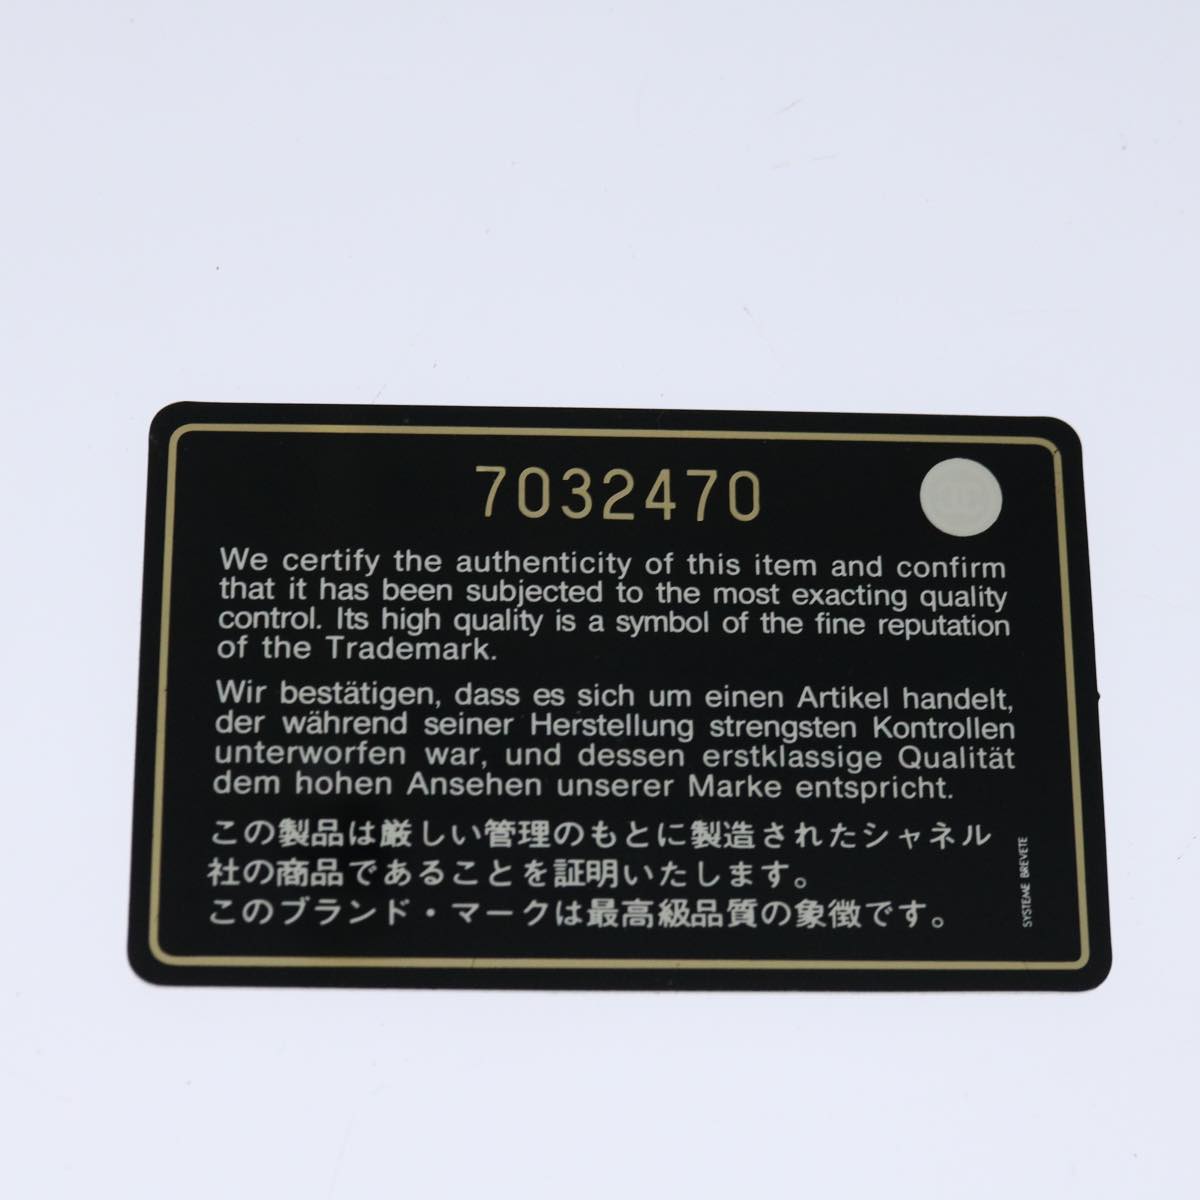 7032470
We certify the authenticity of this item and confirm
that it has been subjected to the most exacting quality
control. Its high quality is a symbol of the fine reputation
of the Trademark.
Wir bestätigen, dass es sich um einen Artikel handelt,
der während seiner Herstellung strengsten Kontrollen
unterworfen war, und dessen erstklassige Qualität
dem hohen Ansehen unserer Marke entspricht.
この製品は厳しい管理のもとに製造されたシャネル
社の商品であることを証明いたします。
このブランド・マークは最高級品質の象徴です。
SYSTEME BREVETE